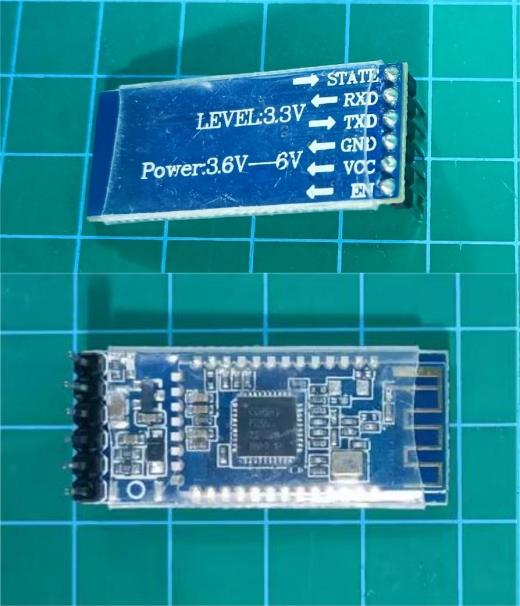 STATE
RXD
LEVEL:3.3V
TXD
GND
Power:3.6V—6V
VCC
EN